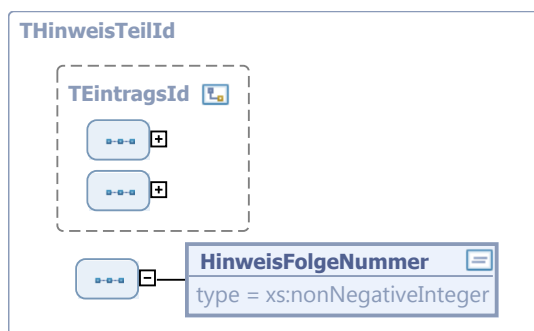 THinweisTeilId
TEintragsId
HinweisFolgeNummer
type = xs:nonNegativeInteger